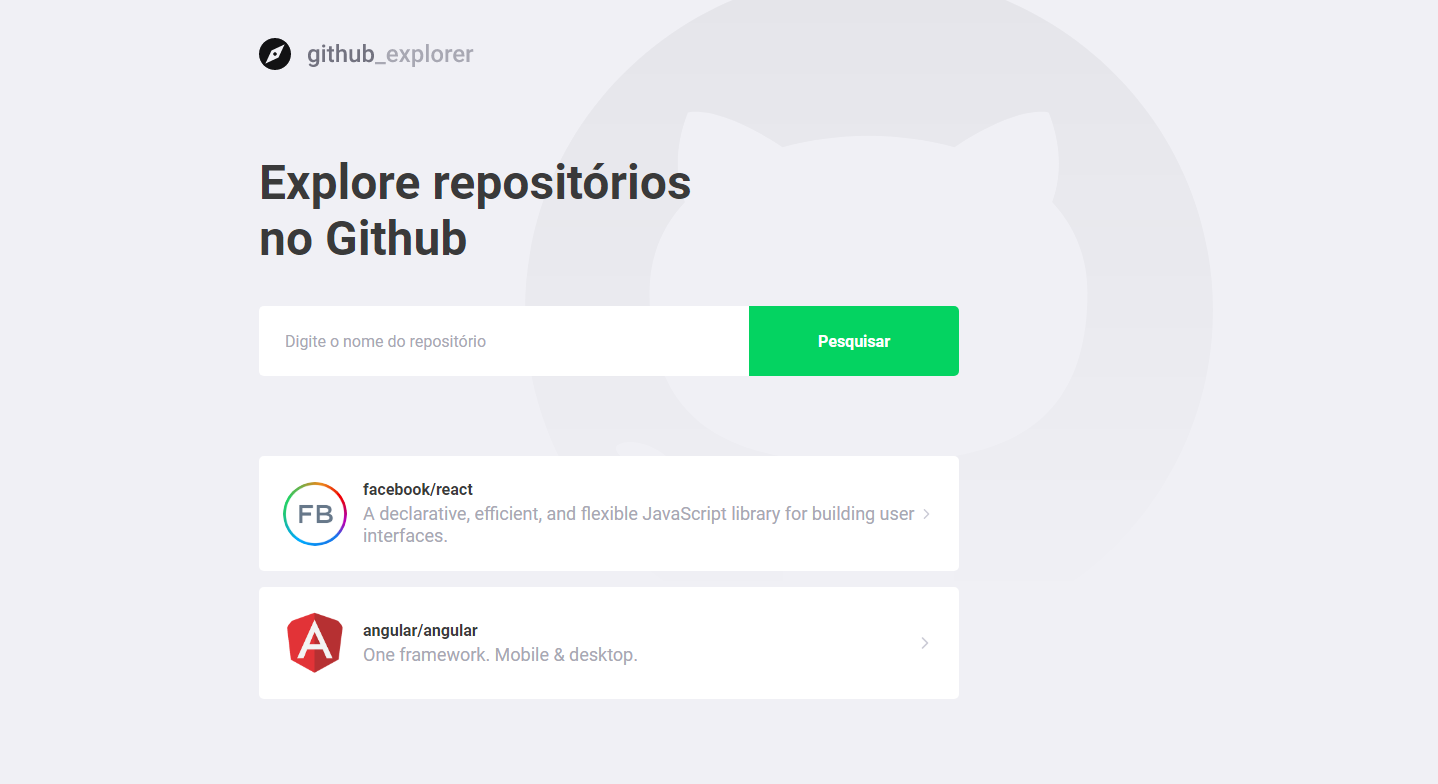 github_explorer
Explore repositórios
no Github
Digite o nome do repositório
Pesquisar
FB
facebook/react
A declarative, efficient, and flexible JavaScript library for building user
interfaces.
A
angular/angular
One framework. Mobile & desktop.